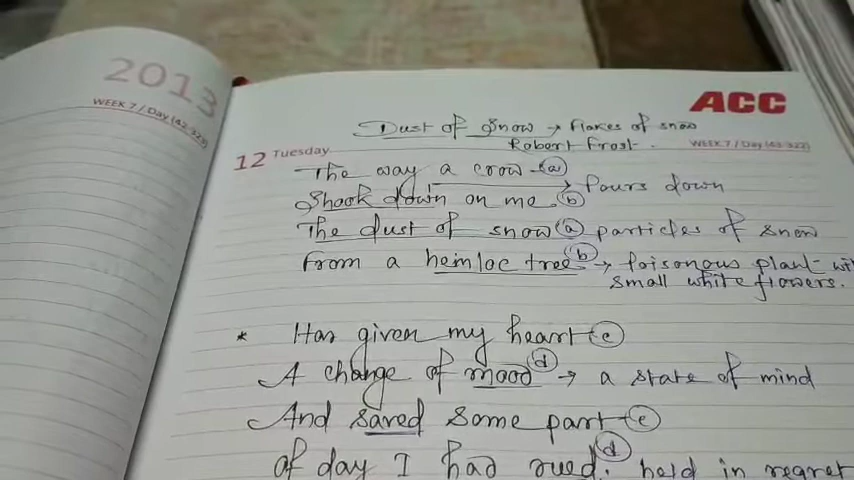 2013
WEEK 7 / Day (42-323)
ACC
Dust of Snow → flakes of snow
Robert Frost.
12 Tuesday
WEEK 7 / Day (43-322)
The way a crow (a)
Shook down on me (b) → Pours down
The dust of snow (a) particles of snow
From a hemloc tree (b) → Poisonous plant wi
small white flowers.
* Has given my heart (c)
A change of mood (d) → a state of mind
And saved some part (c)
of day I had rued. (d) held in regret